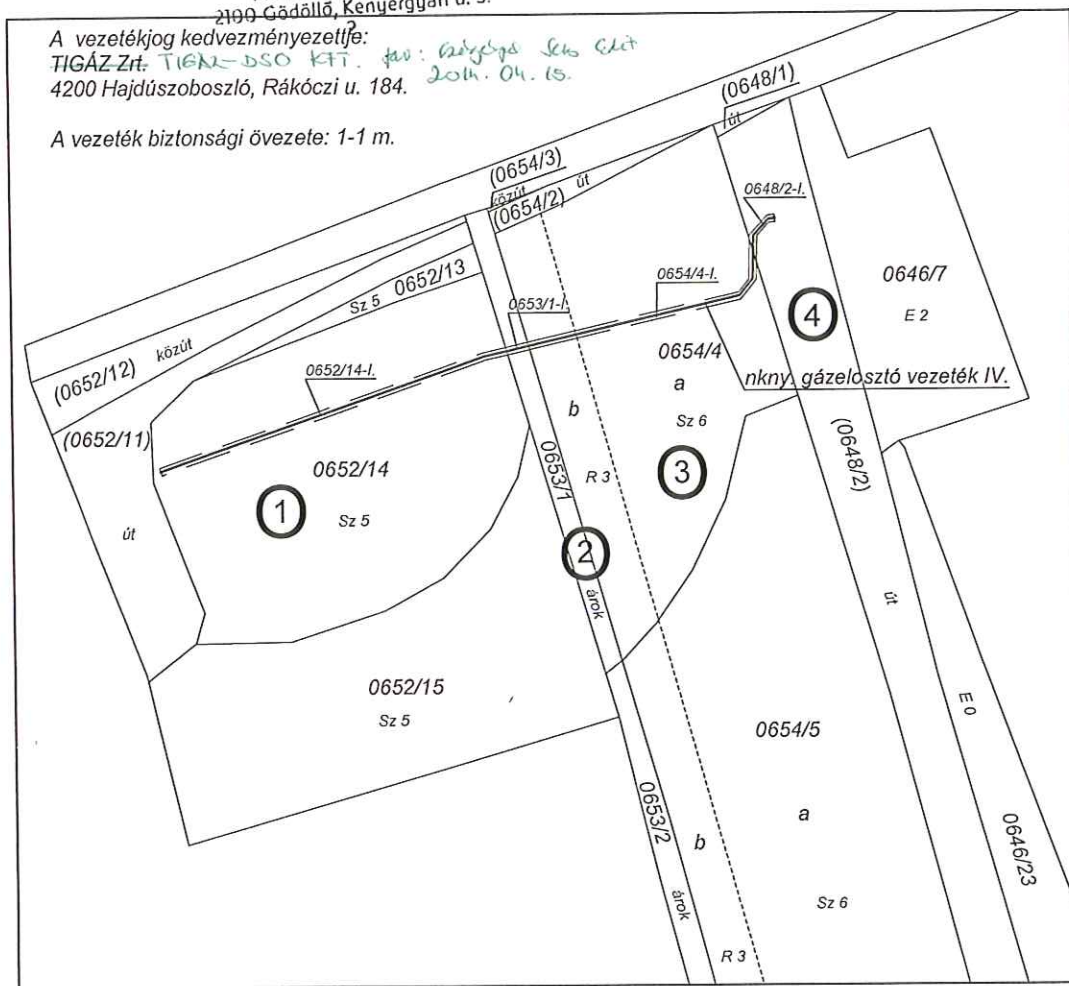 2100 Gödöllő, Kenyérgyári u.
A vezetékjog kedvezményezettje:
TIGÁZ Zrt. TIGÁZ-DSO KFT. jav:
4200 Hajdúszoboszló, Rákóczi u. 184.
2014. 04. 15.
A vezeték biztonsági övezete: 1-1 m.
(0648/1)
út
(0654/3)
közút
(0654/2)
út
0648/2-I.
0652/13
Sz 5
0654/4-I.
0646/7
E 2
0653/1-I.
4
(0652/12)
közút
0652/14-I.
0654/4
a
Sz 6
nkny. gázelosztó vezeték IV.
b
(0652/11)
út
0652/14
Sz 5
1
0653/1
R 3
3
(0648/2)
út
2
árok
0652/15
Sz 5
E 0
0654/5
a
Sz 6
0653/2
árok
b
R 3
0646/23